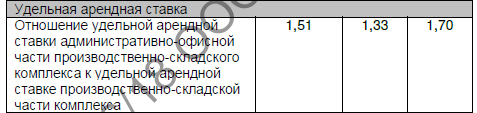 Удельная арендная ставка
Отношение удельной арендной 1,51 1,33 1,70
ставки административно-офисной
части производственно-складского
комплекса к удельной арендной
ставке производственно-складской
части комплекса